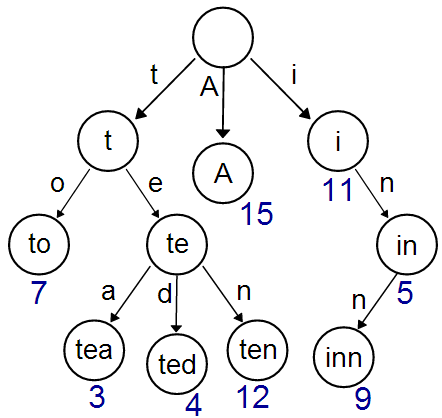 t A i
t A i
15 11
o e n
to te in
7 5
a d n n
tea ted ten inn
3 4 12 9